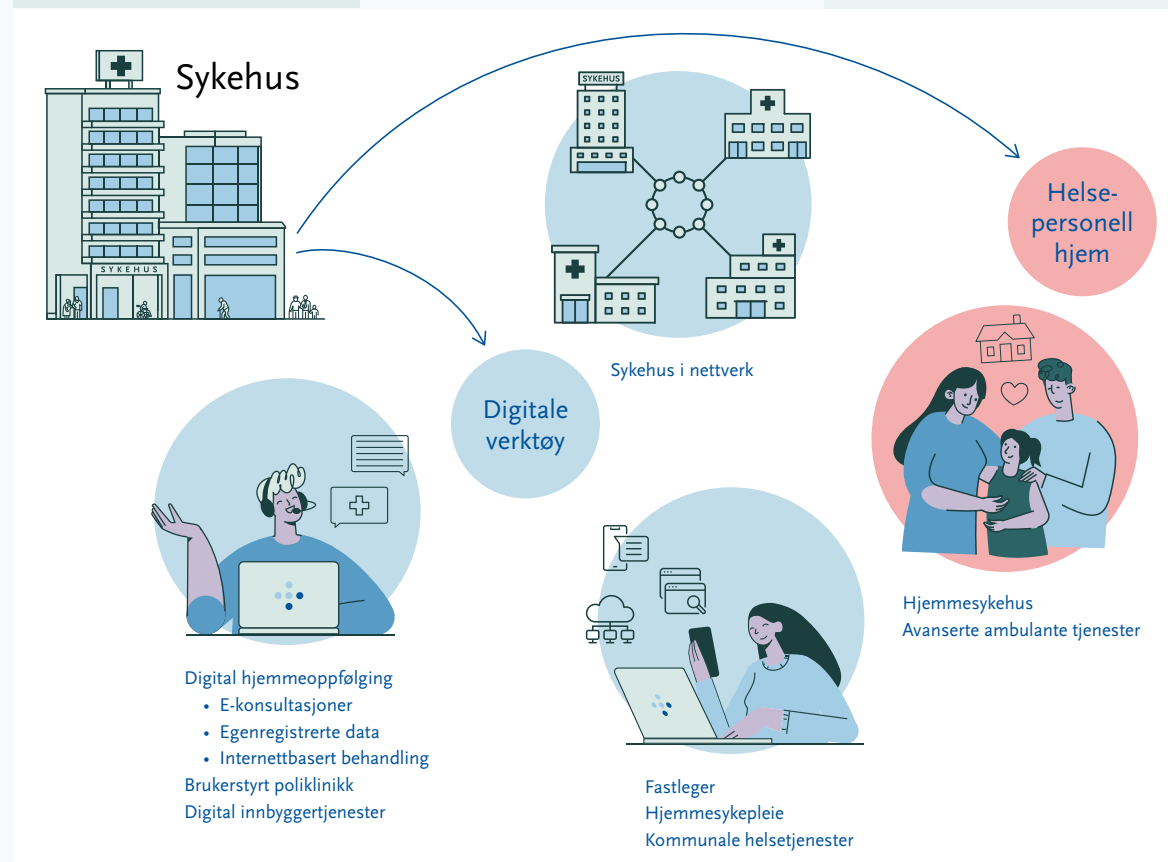 Sykehus
SYKEHUS
SYKEHUS
Sykehus i nettverk
Helse-
personell
hjem
Digitale
verktøy
Hjemmesykehus
Avanserte ambulante tjenester
Digital hjemmeoppfølging
• E-konsultasjoner
• Egenregistrerte data
• Internettbasert behandling
Brukerstyrt poliklinikk
Digital innbyggertjenester
Fastleger
Hjemmesykepleie
Kommunale helsetjenester